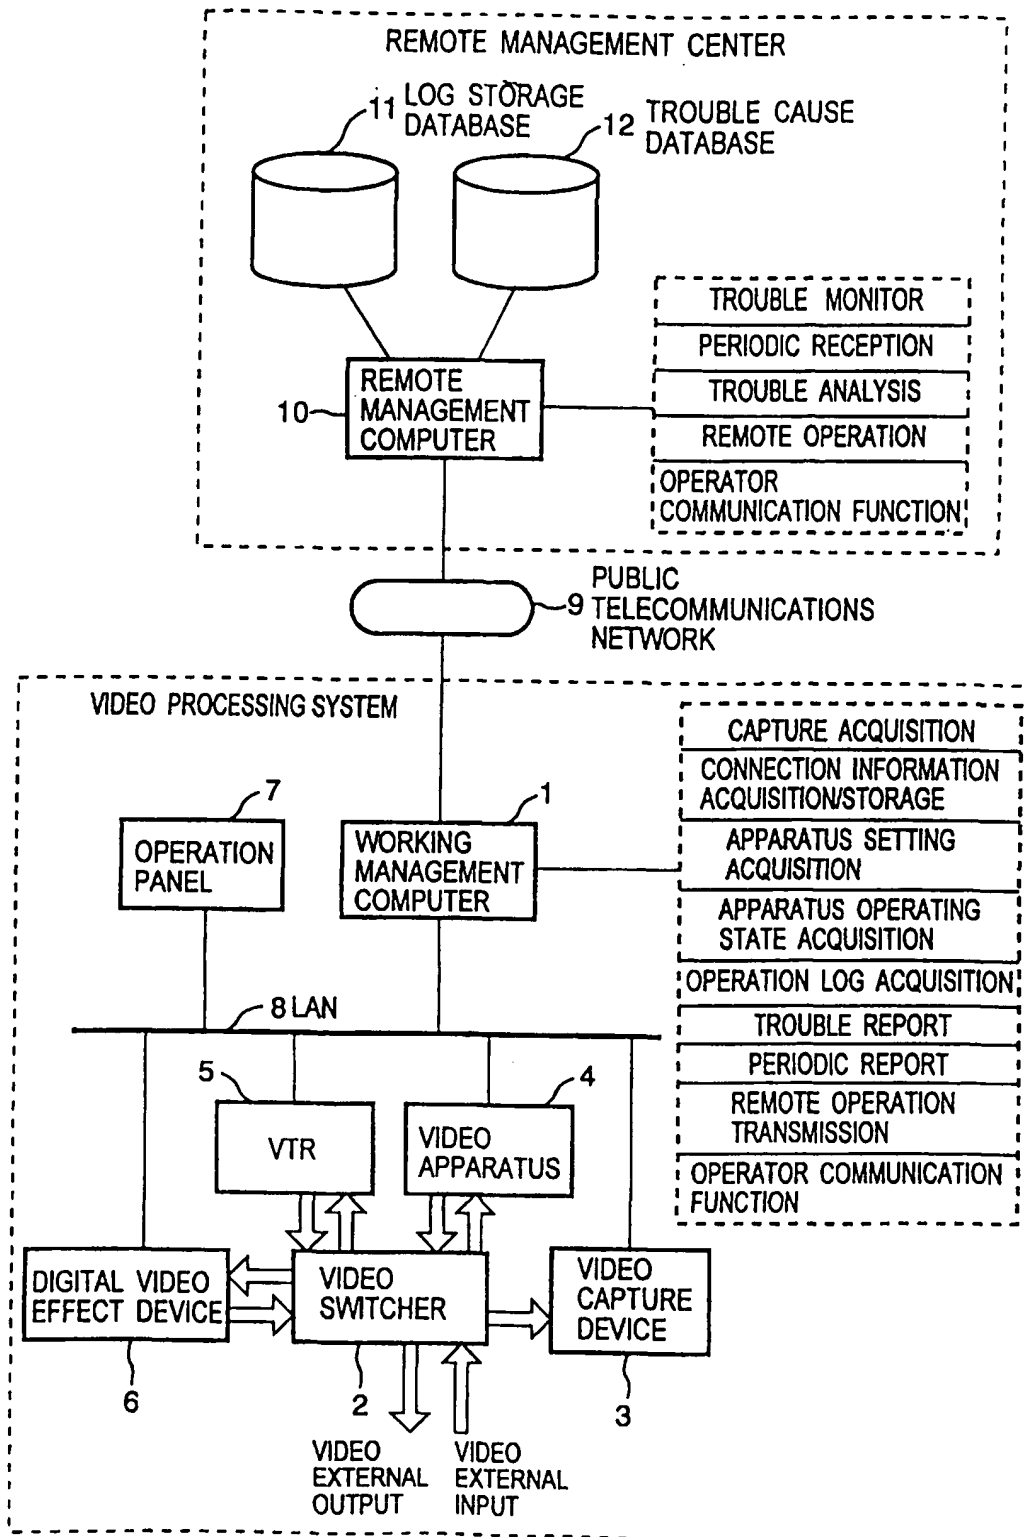 REMOTE MANAGEMENT CENTER
11 LOG STORAGE
DATABASE
12 TROUBLE CAUSE
DATABASE
TROUBLE MONITOR
PERIODIC RECEPTION
TROUBLE ANALYSIS
REMOTE OPERATION
OPERATOR
COMMUNICATION FUNCTION
10
REMOTE
MANAGEMENT
COMPUTER
9 PUBLIC
TELECOMMUNICATIONS
NETWORK
VIDEO PROCESSING SYSTEM
7
OPERATION
PANEL
1
WORKING
MANAGEMENT
COMPUTER
CAPTURE ACQUISITION
CONNECTION INFORMATION
ACQUISITION/STORAGE
APPARATUS SETTING
ACQUISITION
APPARATUS OPERATING
STATE ACQUISITION
OPERATION LOG ACQUISITION
TROUBLE REPORT
PERIODIC REPORT
REMOTE OPERATION
TRANSMISSION
OPERATOR COMMUNICATION
FUNCTION
8 LAN
5
VTR
4
VIDEO
APPARATUS
DIGITAL VIDEO
EFFECT DEVICE
6
VIDEO
SWITCHER
2
VIDEO
CAPTURE
DEVICE
3
VIDEO
EXTERNAL
OUTPUT
VIDEO
EXTERNAL
INPUT